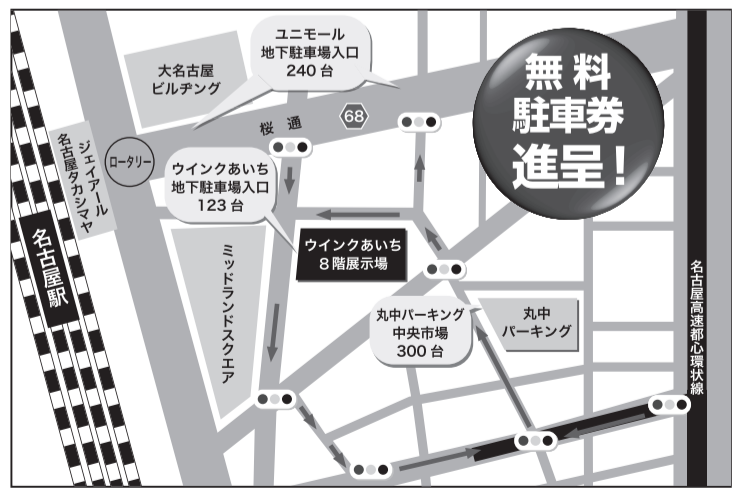 ユニモール
地下駐車場入口
240台
大名古屋
ビルヂング
無料
駐車券
進呈！
桜通
68
ロータリー
ジェイアール
名古屋タカシマヤ
ウインクあいち
地下駐車場入口
123台
ウインクあいち
8階展示場
名古屋駅
ミッドランドスクエア
丸中パーキング
中央市場
300台
丸中
パーキング
名古屋高速都心環状線